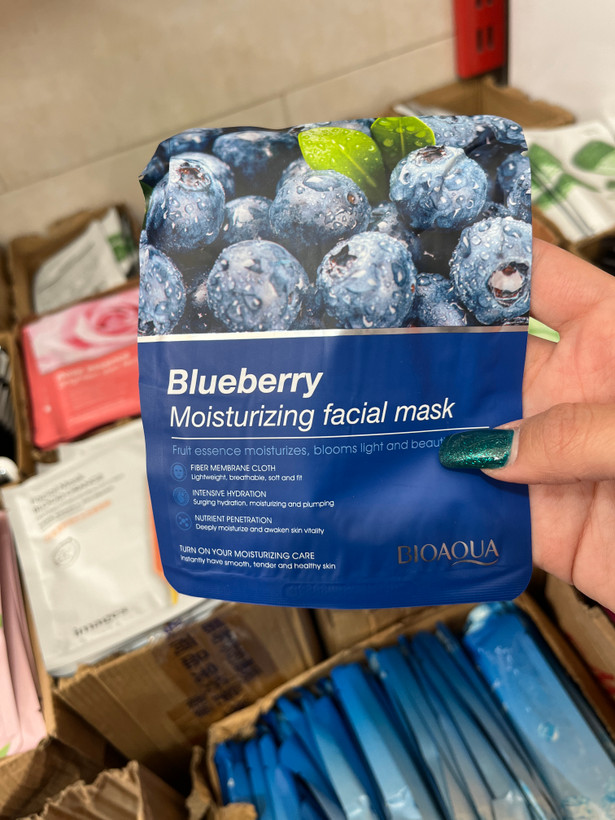 Blueberry
Moisturizing facial mask
Fruit essence moisturizes, blooms light and
FIBER MEMBRANE CLOTH
Lightweight, breathable, soft and fit
INTENSIVE HYDRATION
Surging hydration, moisturizing and plumping
NUTRIENT PENETRATION
Deeply moisturize and awaken skin vitality
TURN ON YOUR MOISTURIZING CARE
Instantly have smooth, tender and healthy skin
BIOAQUA
images